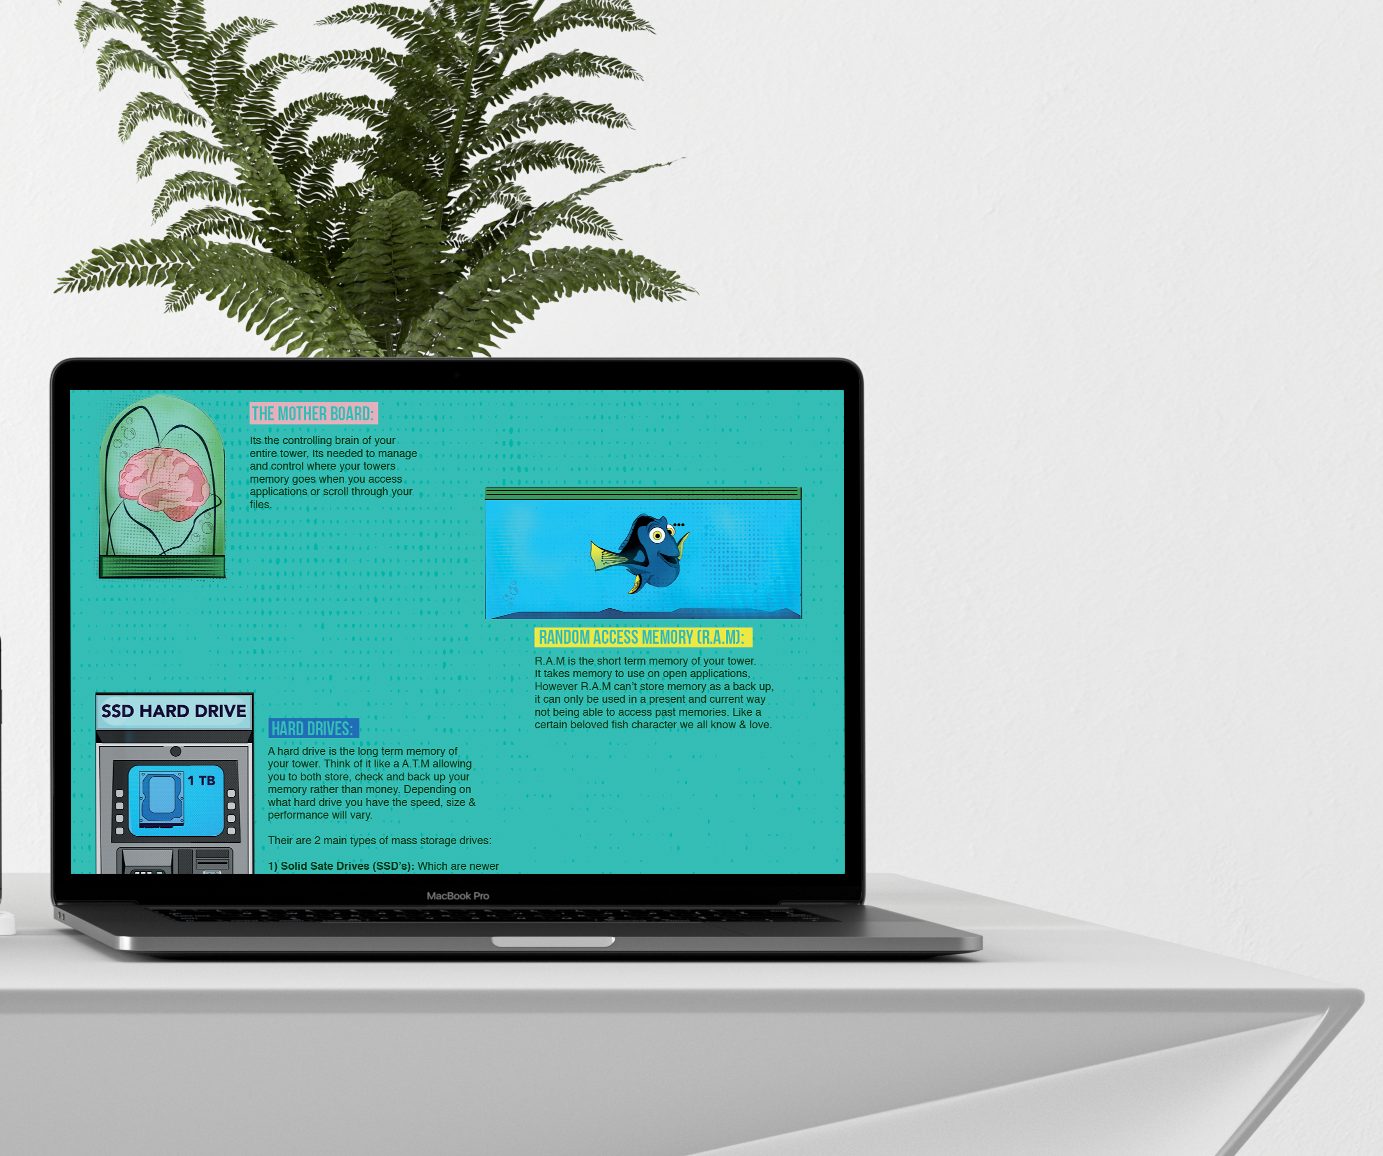 THE MOTHER BOARD:
Its the controlling brain of your
entire tower, Its needed to manage
and control where your towers
memory goes when you access
applications or scroll through your
files.
...
RANDOM ACCESS MEMORY (R.A.M):
R.A.M is the short term memory of your tower.
It takes memory to use on open applications,
However R.A.M can't store memory as a back up,
it can only be used in a present and current way
not being able to access past memories. Like a
certain beloved fish character we all know & love.
SSD HARD DRIVE
1 TB
HARD DRIVES:
A hard drive is the long term memory of
your tower. Think of it like a A.T.M allowing
you to both store, check and back up your
memory rather than money. Depending on
what hard drive you have the speed, size &
performance will vary.
Their are 2 main types of mass storage drives:
1) Solid Sate Drives (SSD's): Which are newer
MacBook Pro